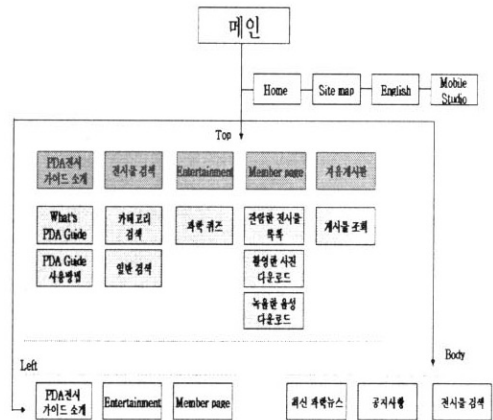 메인
Home
Site map
English
Mobile
Studio
Top
PDA전시
가이드 소개
전시물 검색
Entertainment
Member page
자유게시판
What's
PDA Guide
카테고리
검색
과학 퀴즈
관람한 전시물
목록
게시물 조회
PDA Guide
사용방법
일반 검색
촬영한 사진
다운로드
녹음한 음성
다운로드
Left
Body
PDA전시
가이드 소개
Entertainment
Member page
최신 과학뉴스
공지사항
전시물 검색